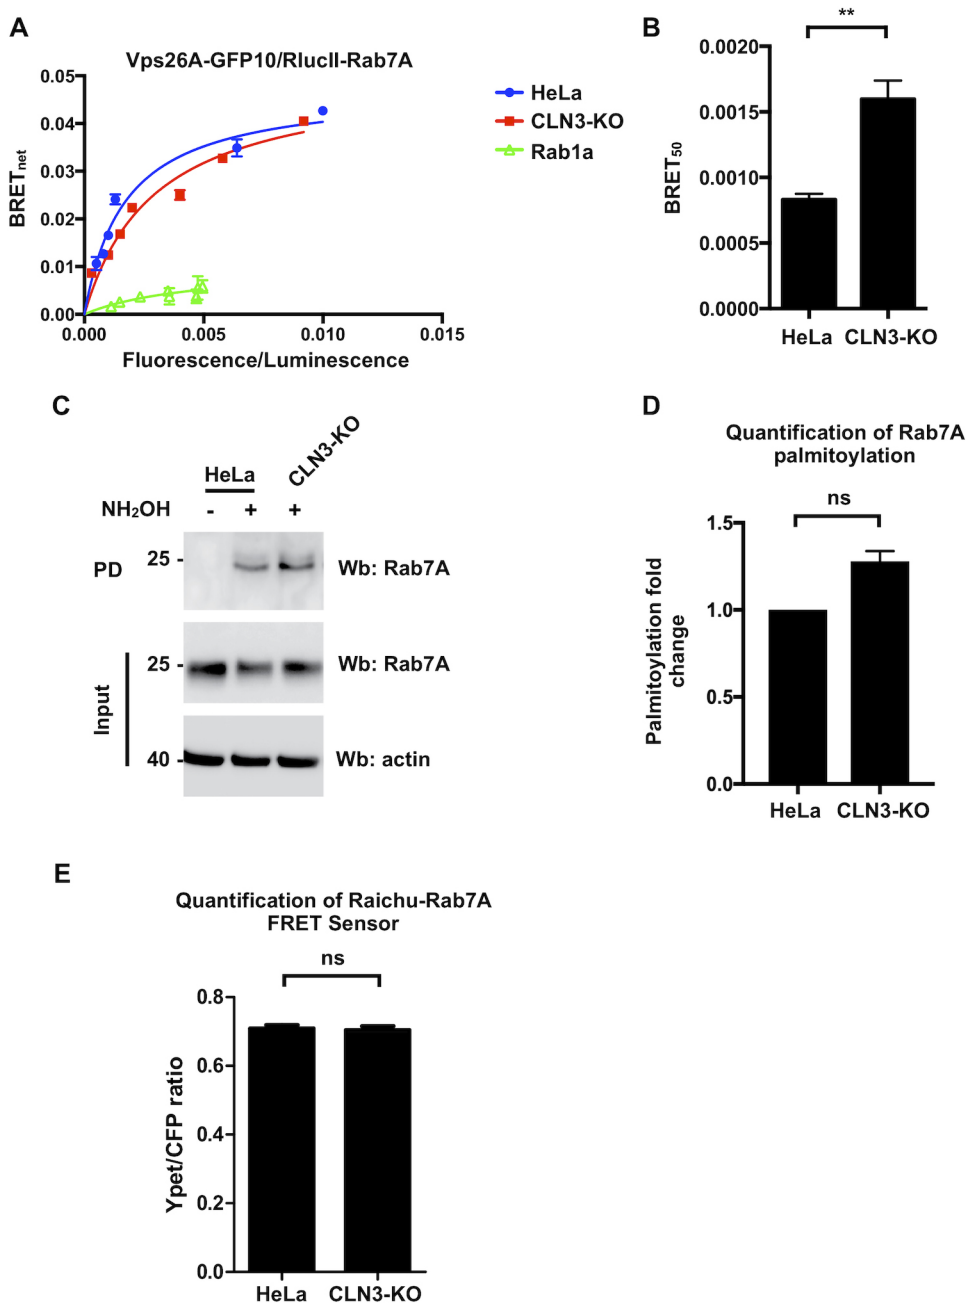 A
Vps26A-GFP10/RlucII-Rab7A
0.05
0.04
0.03
0.02
0.01
0.00
BRETnet
0.000
0.005
0.010
0.015
Fluorescence/Luminescence
HeLa
CLN3-KO
Rab1a
B
**
0.0020
0.0015
0.0010
0.0005
0.0000
BRET50
HeLa
CLN3-KO
C
HeLa
CLN3-KO
NH2OH
-
+
+
PD
25
Wb: Rab7A
Input
25
Wb: Rab7A
40
Wb: actin
D
Quantification of Rab7A
palmitoylation
ns
1.5
1.0
0.5
0.0
Palmitoylation fold
change
HeLa
CLN3-KO
E
Quantification of Raichu-Rab7A
FRET Sensor
ns
0.8
0.6
0.4
0.2
0.0
Ypet/CFP ratio
HeLa
CLN3-KO